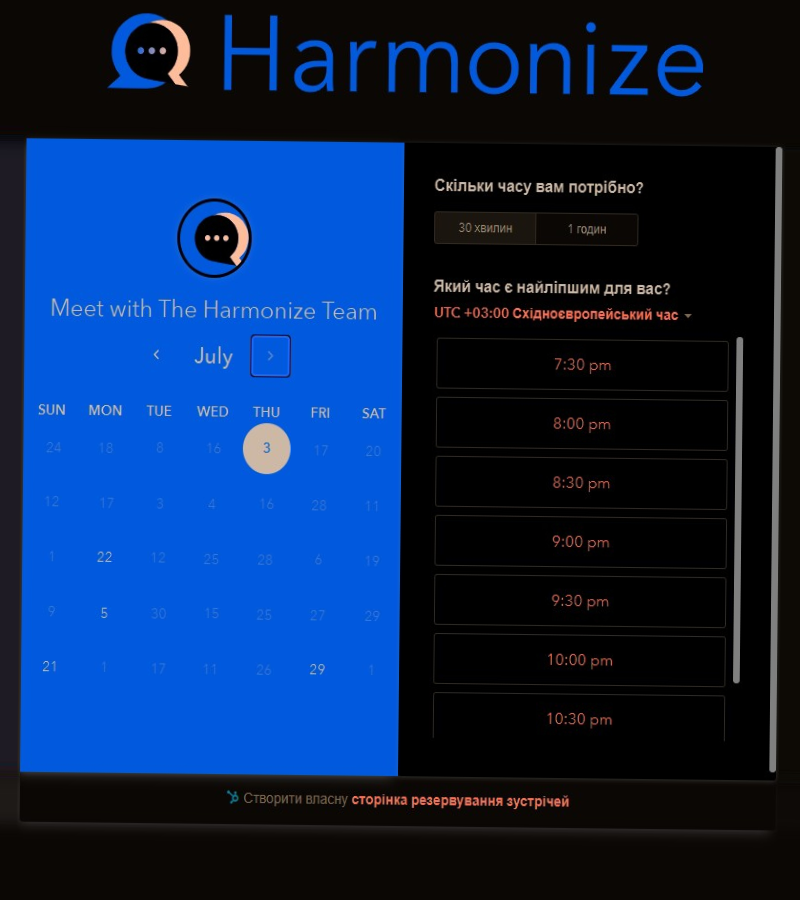 Harmonize
Meet with The Harmonize Team
July
SUN MON TUE WED THU FRI SAT
24 18 8 16 3 17 20
12 17 3 4 16 28 11
1 22 12 25 28 6 19
9 5 30 15 25 27 29
21 1 17 11 26 29 1
Скільки часу вам потрібно?
30 хвилин 1 годин
Який час є найліпшим для вас?
UTC +03:00 Східноєвропейський час
7:30 pm
8:00 pm
8:30 pm
9:00 pm
9:30 pm
10:00 pm
10:30 pm
Створити власну сторінка резервування зустрічей